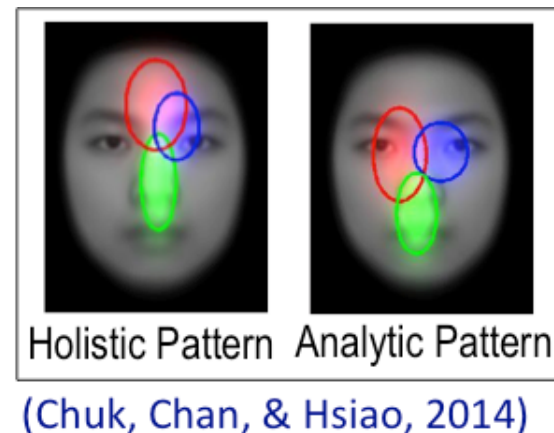 Holistic Pattern
Analytic Pattern
(Chuk, Chan, & Hsiao, 2014)